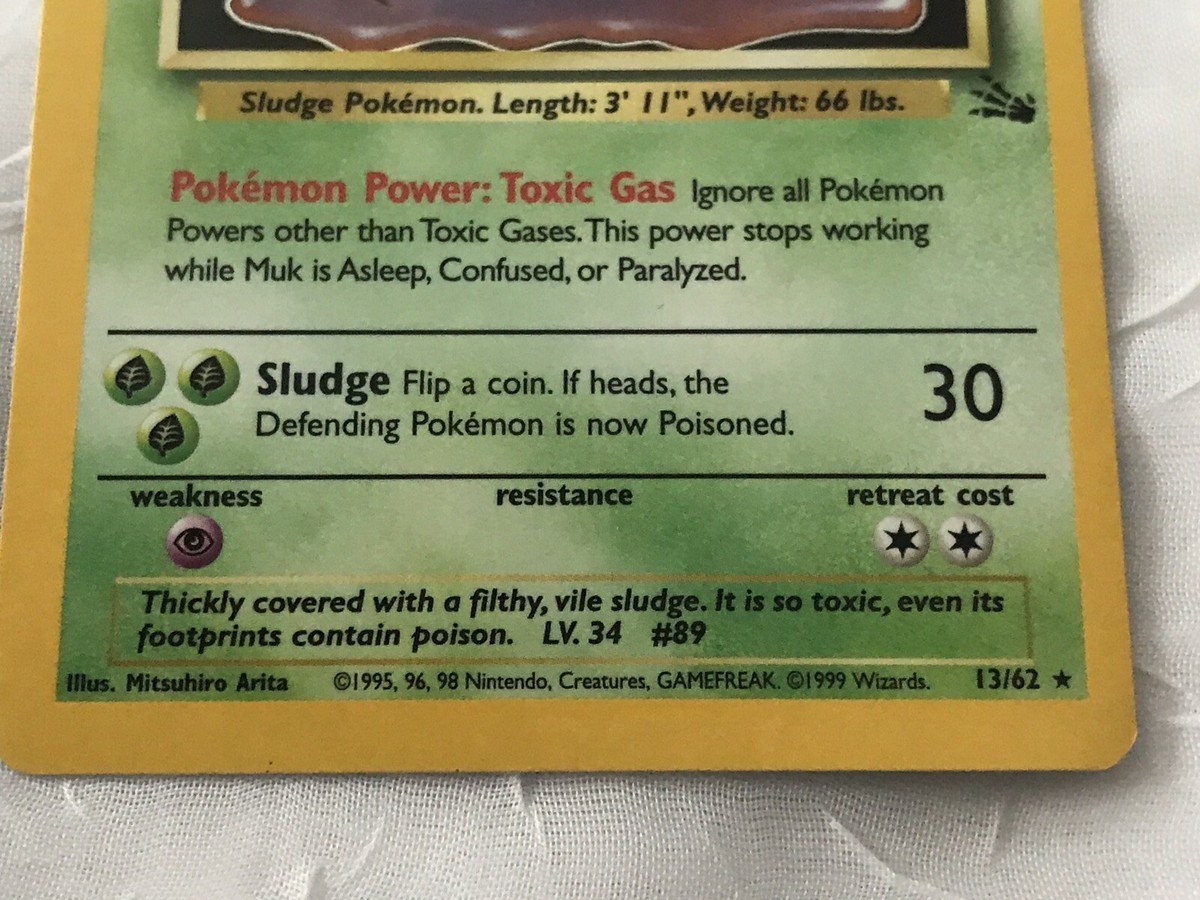 Sludge Pokémon. Length: 3' 11", Weight: 66 lbs.
Pokémon Power: Toxic Gas Ignore all Pokémon
Powers other than Toxic Gases. This power stops working
while Muk is Asleep, Confused, or Paralyzed.
Sludge Flip a coin. If heads, the
Defending Pokémon is now Poisoned.
30
weakness
resistance
retreat cost
Thickly covered with a filthy, vile sludge. It is so toxic, even its
footprints contain poison. LV. 34 #89
Illus. Mitsuhiro Arita ©1995, 96, 98 Nintendo, Creatures, GAMEFREAK. ©1999 Wizards. 13/62 ★